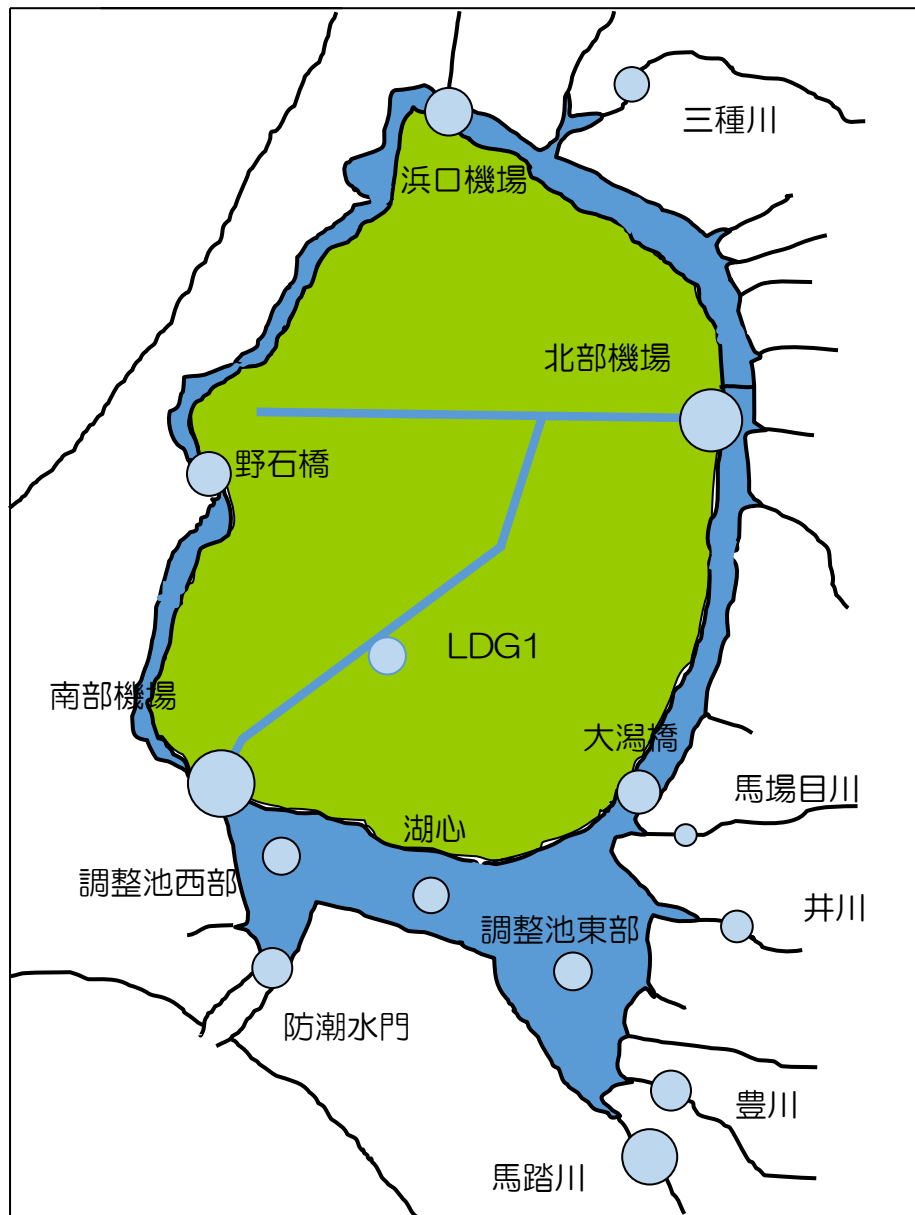 三種川
浜口機場
北部機場
野石橋
LDG1
南部機場
大潟橋
馬場目川
湖心
調整池西部
井川
調整池東部
防潮水門
豊川
馬踏川